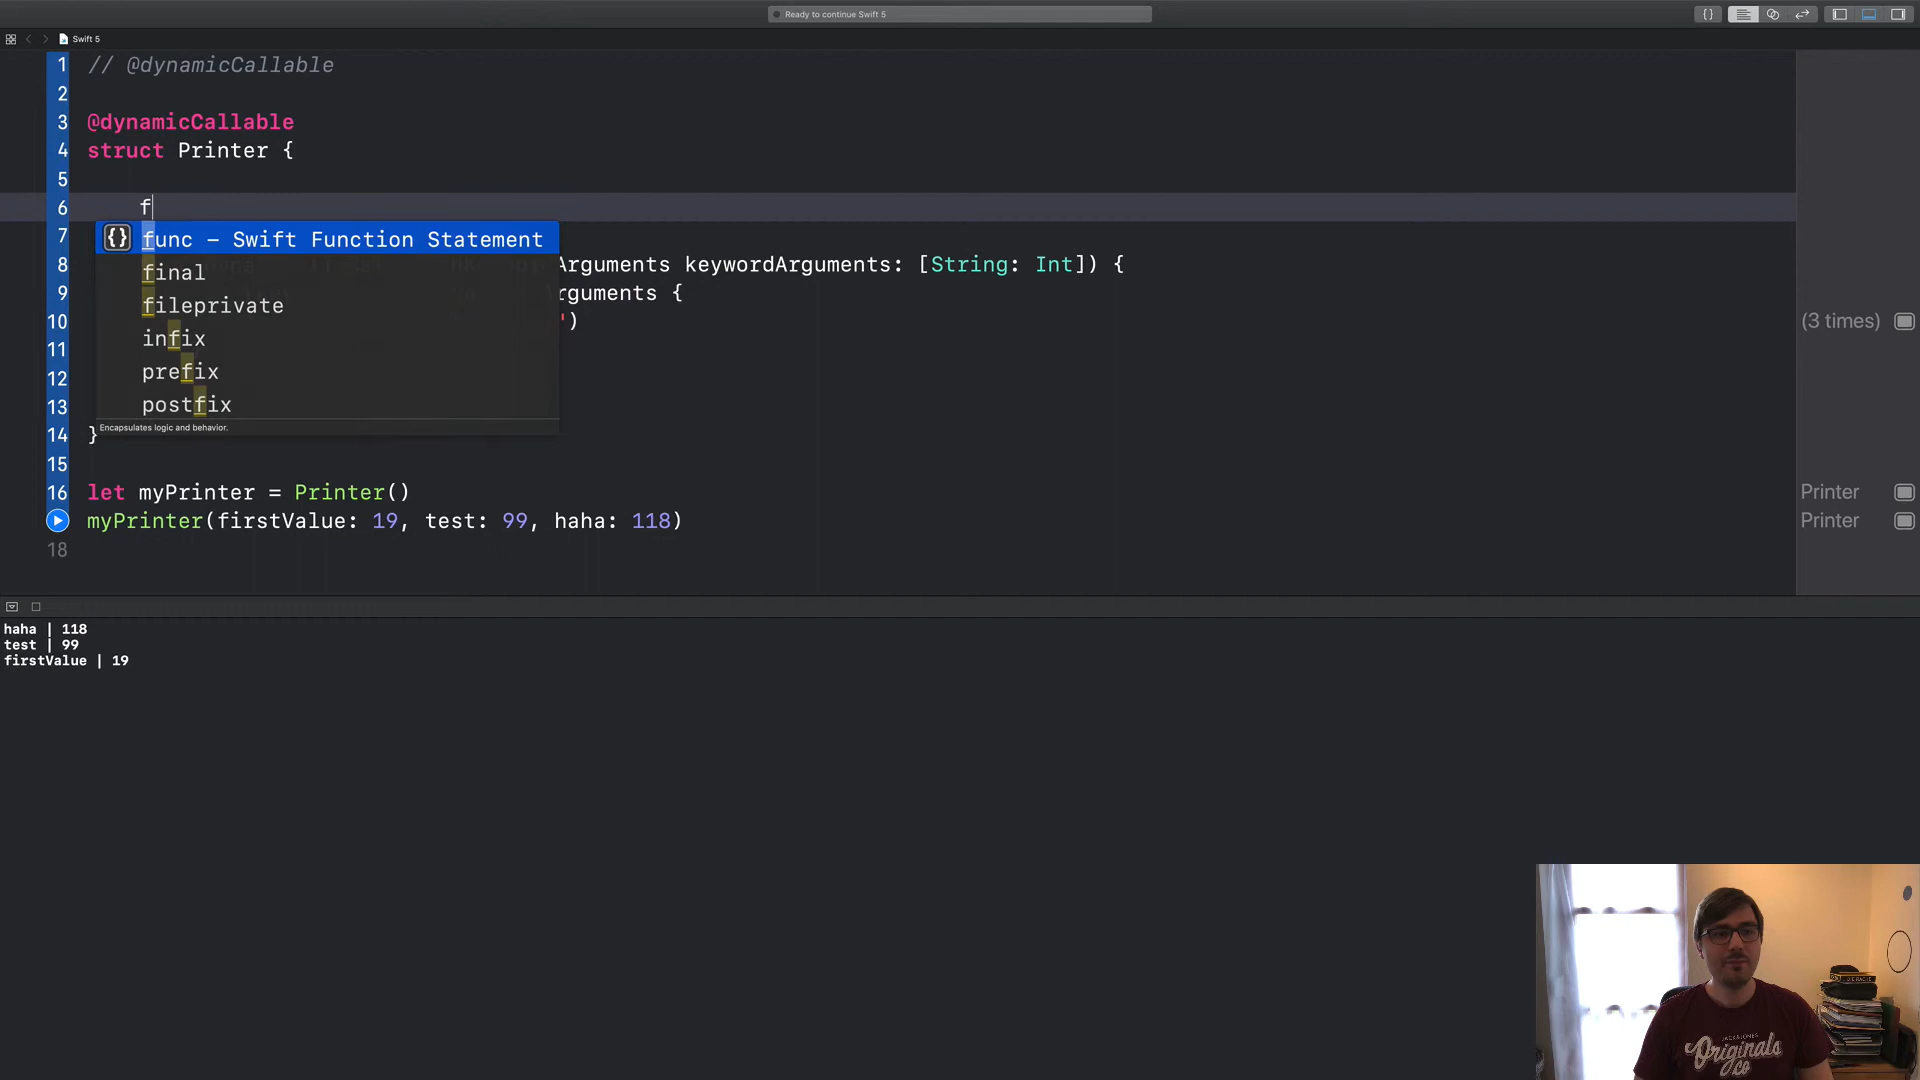 Ready to continue Swift 5
{}
Swift 5
1 // @dynamicCallable
2
3 @dynamicCallable
4 struct Printer {
5
6 f
7 {} func – Swift Function Statement
final
8 Arguments keywordArguments: [String: Int]) {
9 rguments {
fileprivate
10 ') (3 times)
infix
11
prefix
12
postfix
13
Encapsulates logic and behavior.
14 }
15
16 let myPrinter = Printer() Printer
myPrinter(firstValue: 19, test: 99, haha: 118) Printer
18
haha | 118
test | 99
firstValue | 19
JACK&JONES
Originals
Co